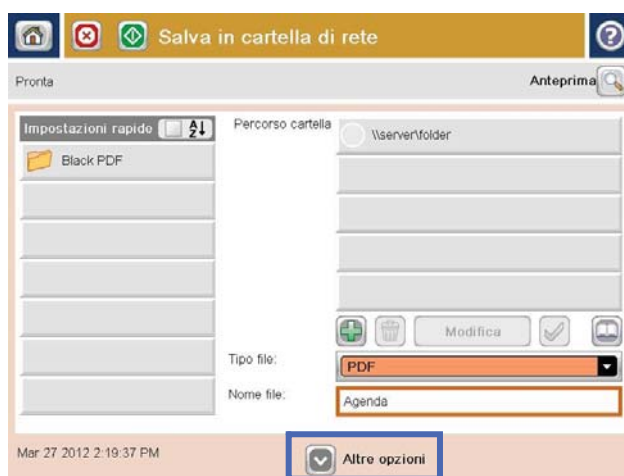 Salva in cartella di rete
Pronta
Anteprima
Impostazioni rapide
Black PDF
Percorso cartella
\\server\folder
Modifica
Tipo file:
PDF
Nome file:
Agenda
Mar 27 2012 2:19:37 PM
Altre opzioni